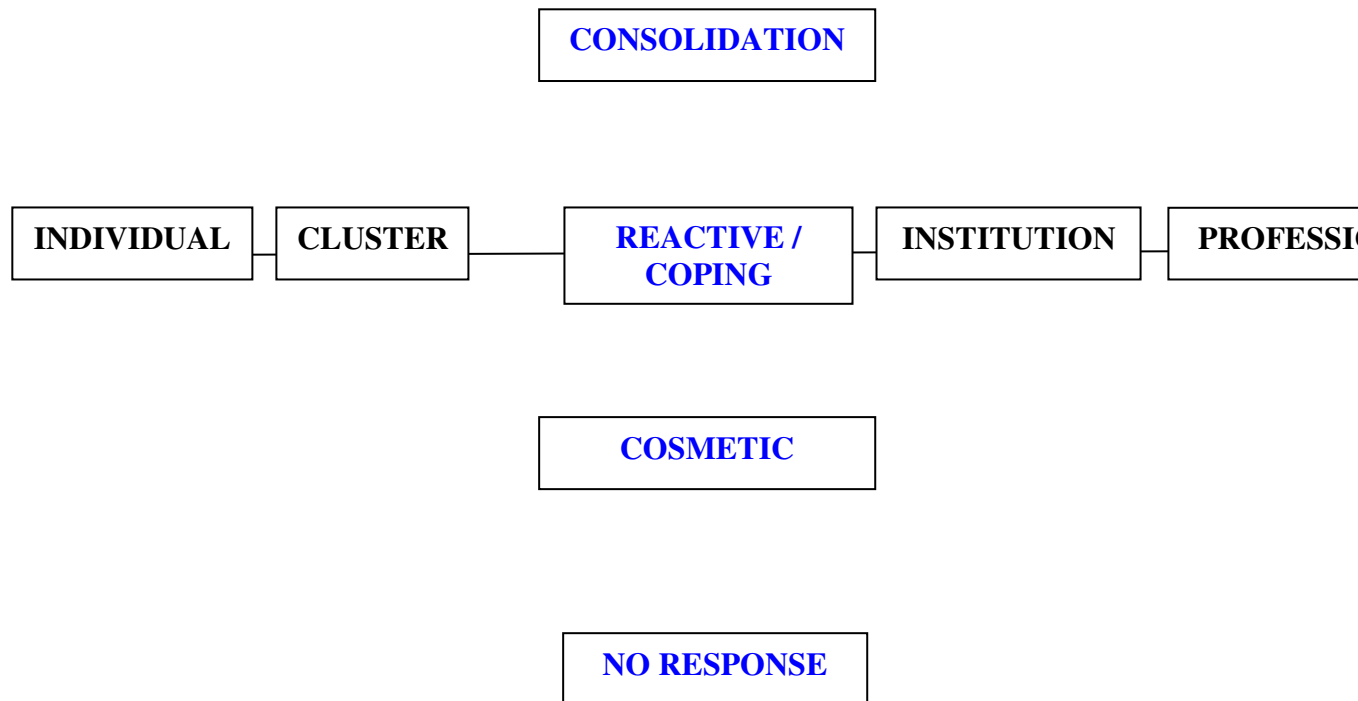 CONSOLIDATION
INDIVIDUAL
CLUSTER
REACTIVE /
COPING
INSTITUTION
COSMETIC
NO RESPONSE